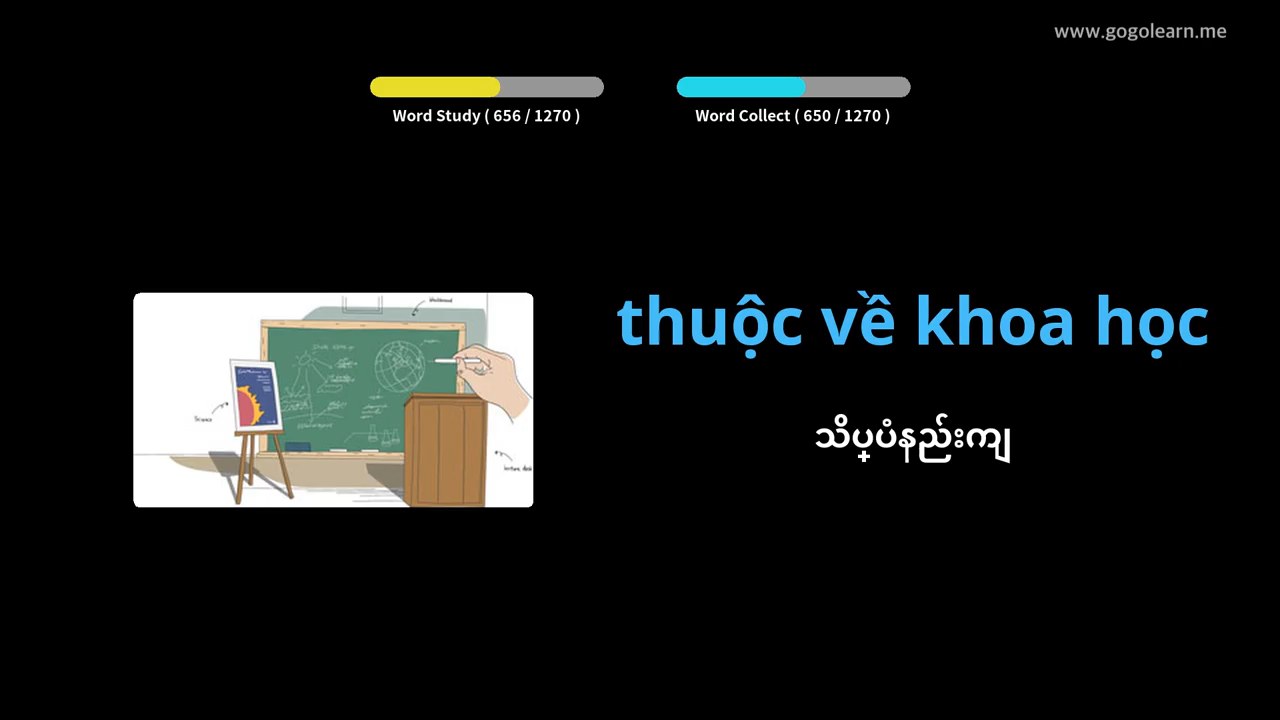 www.gogolearn.me
Word Study ( 656 / 1270 )
Word Collect ( 650 / 1270 )
thuộc về khoa học
သိပ္ပံနည်းကျ
Science